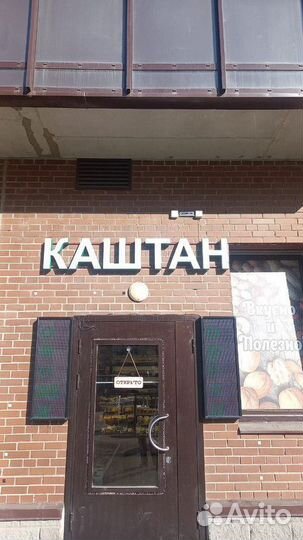 КАШТАН
Вкусно
и
Полезно
ОТКРЫТО
Avito